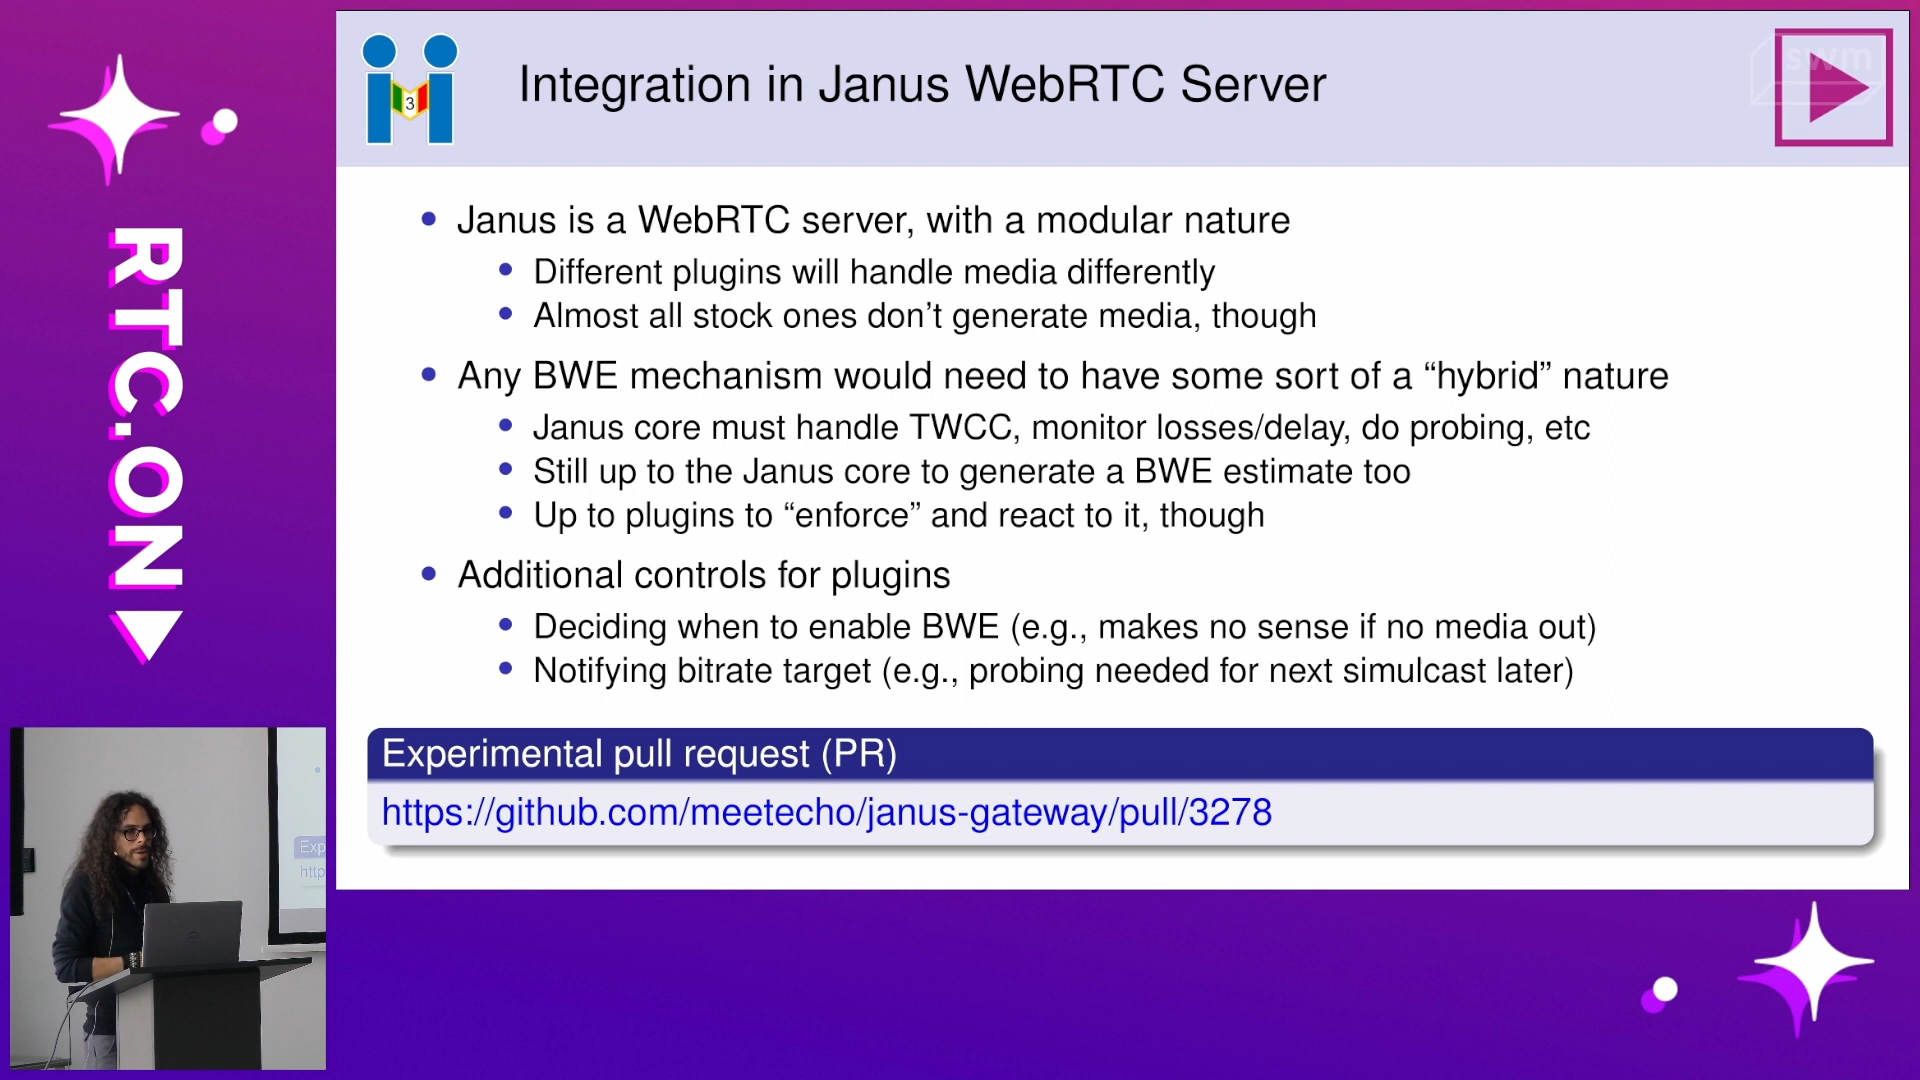 Integration in Janus WebRTC Server
3
swm
RTC.ON
Janus is a WebRTC server, with a modular nature
Different plugins will handle media differently
Almost all stock ones don't generate media, though
Any BWE mechanism would need to have some sort of a “hybrid” nature
Janus core must handle TWCC, monitor losses/delay, do probing, etc
Still up to the Janus core to generate a BWE estimate too
Up to plugins to “enforce” and react to it, though
Additional controls for plugins
Deciding when to enable BWE (e.g., makes no sense if no media out)
Notifying bitrate target (e.g., probing needed for next simulcast later)
Experimental pull request (PR)
https://github.com/meetecho/janus-gateway/pull/3278
Exp
http